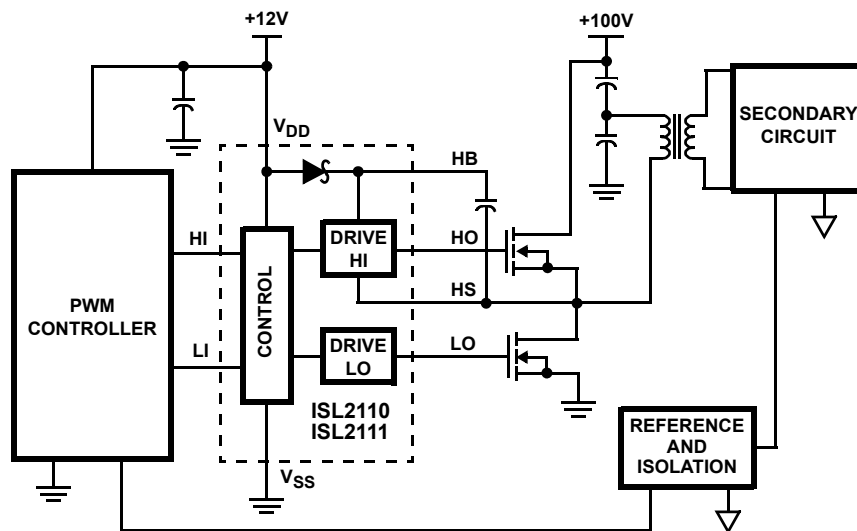 +12V
+100V
VDD
SECONDARY
CIRCUIT
HB
HI
DRIVE
HI
HO
HS
PWM
CONTROLLER
CONTROL
LI
DRIVE
LO
LO
ISL2110
ISL2111
REFERENCE
AND
ISOLATION
VSS